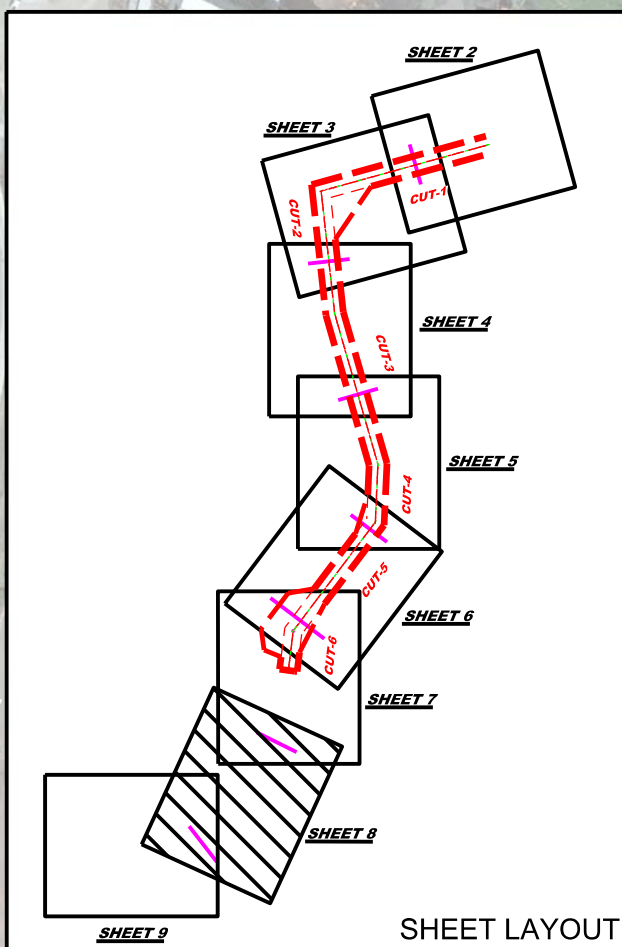 SHEET 2
SHEET 3
CUT-1
CUT-2
SHEET 4
CUT-3
SHEET 5
CUT-4
CUT-5
SHEET 6
CUT-6
SHEET 7
SHEET 8
SHEET 9
SHEET LAYOUT